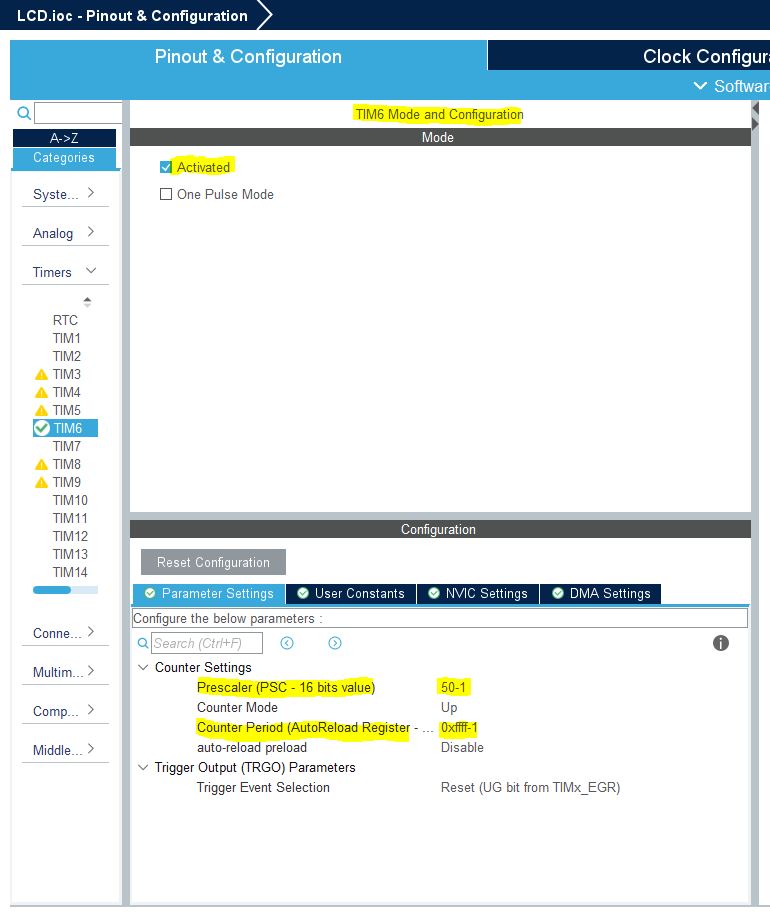 LCD.ioc - Pinout & Configuration
Pinout & Configuration
Clock Configur
Softwar
TIM6 Mode and Configuration
A->Z
Categories
Mode
Activated
One Pulse Mode
Syste...
Analog
Timers
RTC
TIM1
TIM2
TIM3
TIM4
TIM5
TIM6
TIM7
TIM8
TIM9
TIM10
TIM11
TIM12
TIM13
TIM14
Conne...
Multim...
Comp...
Middle...
Configuration
Reset Configuration
Parameter Settings
User Constants
NVIC Settings
DMA Settings
Configure the below parameters :
Search (Ctrl+F)
Counter Settings
Prescaler (PSC - 16 bits value) 50-1
Counter Mode Up
Counter Period (AutoReload Register - ... 0xffff-1
auto-reload preload Disable
Trigger Output (TRGO) Parameters
Trigger Event Selection Reset (UG bit from TIMx_EGR)